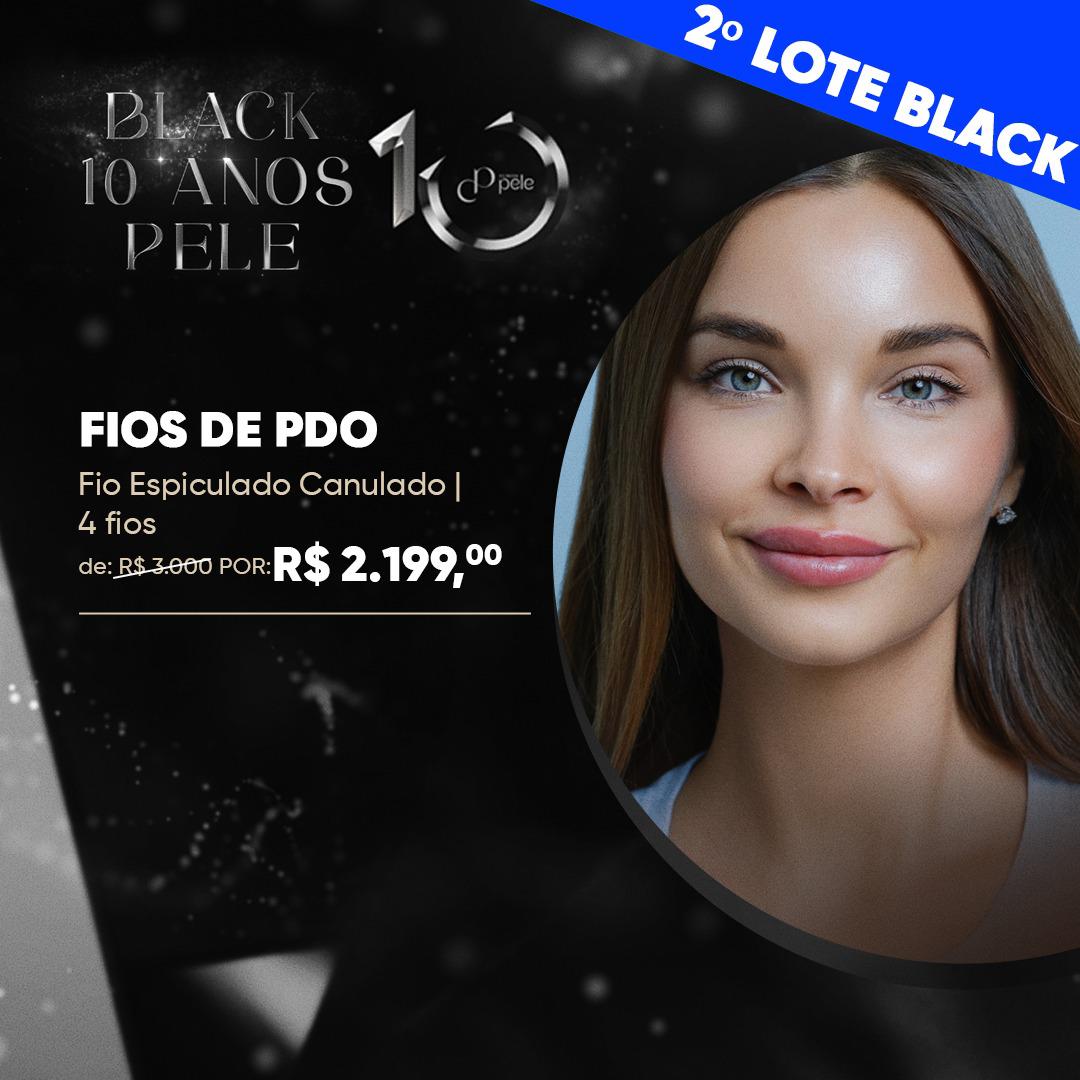 2º LOTE BLACK
BLACK
10 ANOS
PELE
10
pele
FIOS DE PDO
Fio Espiculado Canulado |
4 fios
de: R$ 3.000 POR: R$ 2.199,00